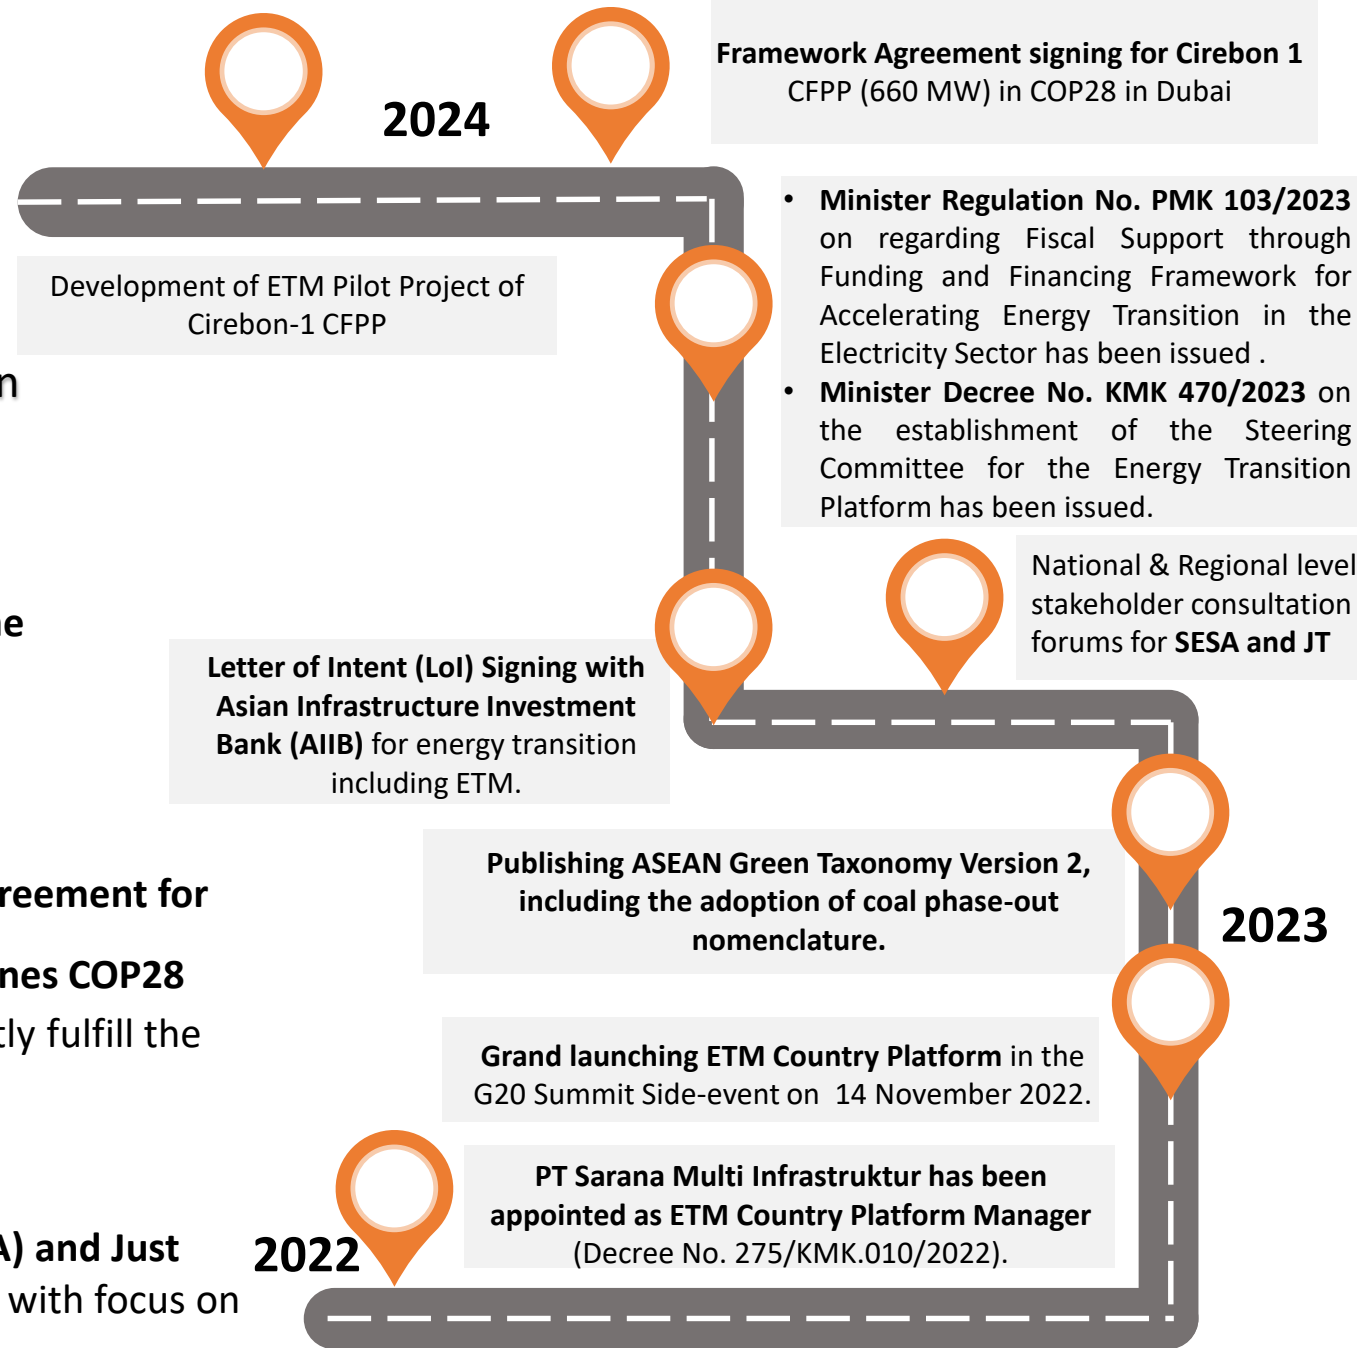 Framework Agreement signing for Cirebon 1
CFPP (660 MW) in COP28 in Dubai
2024
• Minister Regulation No. PMK 103/2023
on regarding Fiscal Support through
Funding and Financing Framework for
Accelerating Energy Transition in the
Electricity Sector has been issued .
• Minister Decree No. KMK 470/2023 on
the establishment of the Steering
Committee for the Energy Transition
Platform has been issued.
Development of ETM Pilot Project of
Cirebon-1 CFPP
n
National & Regional level
stakeholder consultation
forums for SESA and JT
ne
Letter of Intent (LoI) Signing with
Asian Infrastructure Investment
Bank (AIIB) for energy transition
including ETM.
Publishing ASEAN Green Taxonomy Version 2,
including the adoption of coal phase-out
nomenclature.
reement for
2023
nes COP28
tly fulfill the
Grand launching ETM Country Platform in the
G20 Summit Side-event on 14 November 2022.
PT Sarana Multi Infrastruktur has been
appointed as ETM Country Platform Manager
(Decree No. 275/KMK.010/2022).
A) and Just
2022
with focus on